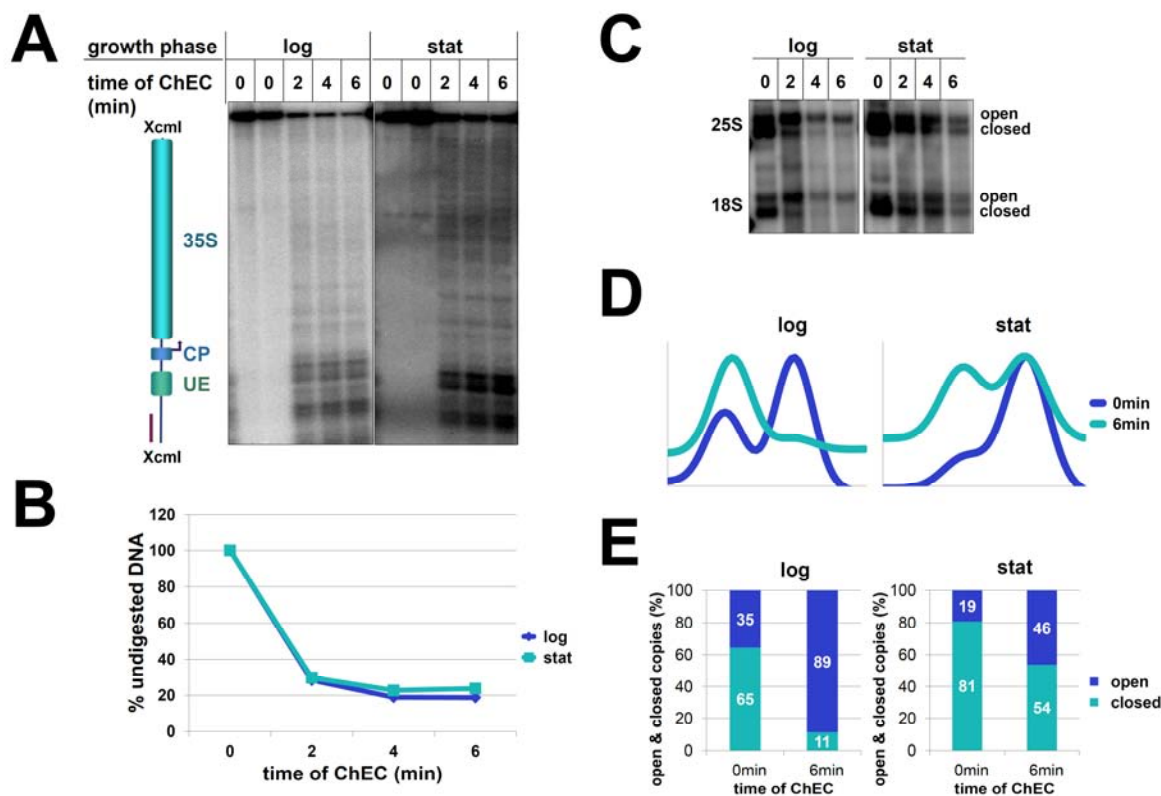 A
growth phase log stat
time of ChEC (min) 0 0 2 4 6 0 0 2 4 6
XcmI
35S
CP
UE
XcmI
B
% undigested DNA
120
100
80
60
40
20
0
0 2 4 6
time of ChEC (min)
log
stat
C
log stat
0 2 4 6 0 2 4 6
25S open
closed
18S open
closed
D
log stat
0min
6min
E
log stat
open & closed copies (%)
100
80
60
40
20
0
35
65
89
11
0min 6min
time of ChEC
open & closed copies (%)
100
80
60
40
20
0
19
81
46
54
0min 6min
time of ChEC
open
closed